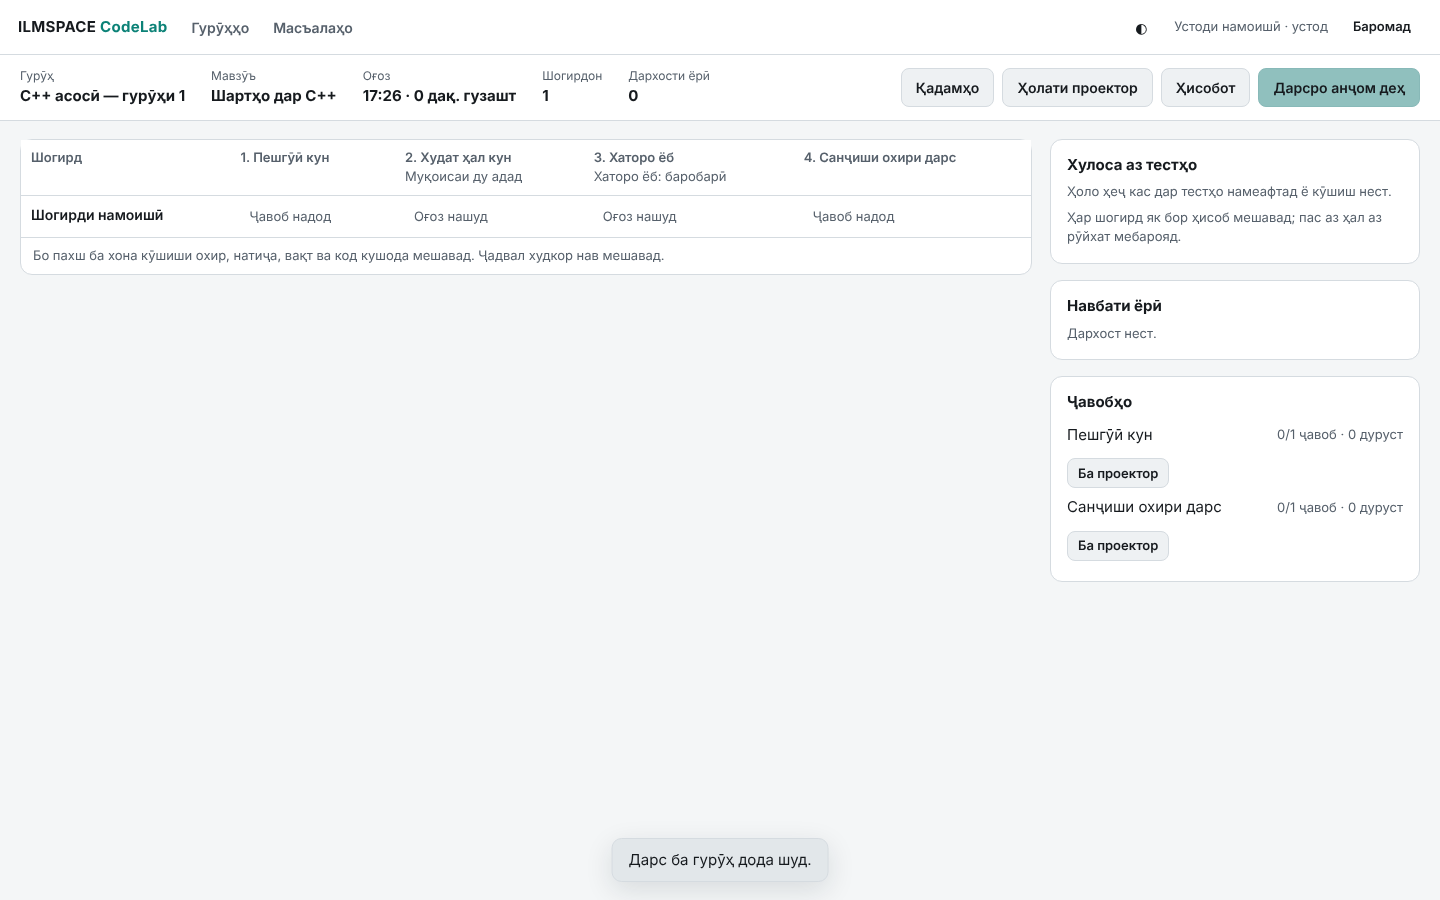 ILMSPACE CodeLab Гурӯҳҳо Масъалаҳо Устоди намоишӣ · устод Баромад
Гурӯҳ Мавзӯъ Оғоз Шогирдон Дархости ёрӣ
C++ асосӣ — гурӯҳи 1 Шартҳо дар C++ 17:26 · 0 дақ. гузашт 1 0
Қадамҳо Ҳолати проектор Ҳисобот Дарсро анҷом деҳ
Шогирд 1. Пешгӯӣ кун 2. Худат ҳал кун 3. Хаторо ёб 4. Санҷиши охири дарс
Муқоисаи ду адад Хаторо ёб: баробарӣ
Шогирди намоишӣ Ҷавоб надод Оғоз нашуд Оғоз нашуд Ҷавоб надод
Бо пахш ба хона кӯшиши охир, натиҷа, вақт ва код кушода мешавад. Ҷадвал худкор нав мешавад.
Хулоса аз тестҳо
Ҳоло ҳеҷ кас дар тестҳо намеафтад ё кӯшиш нест.
Ҳар шогирд як бор ҳисоб мешавад; пас аз ҳал аз
рӯйхат мебарояд.
Навбати ёрӣ
Дархост нест.
Ҷавобҳо
Пешгӯӣ кун 0/1 ҷавоб · 0 дуруст
Ба проектор
Санҷиши охири дарс 0/1 ҷавоб · 0 дуруст
Ба проектор
Дарс ба гурӯҳ дода шуд.